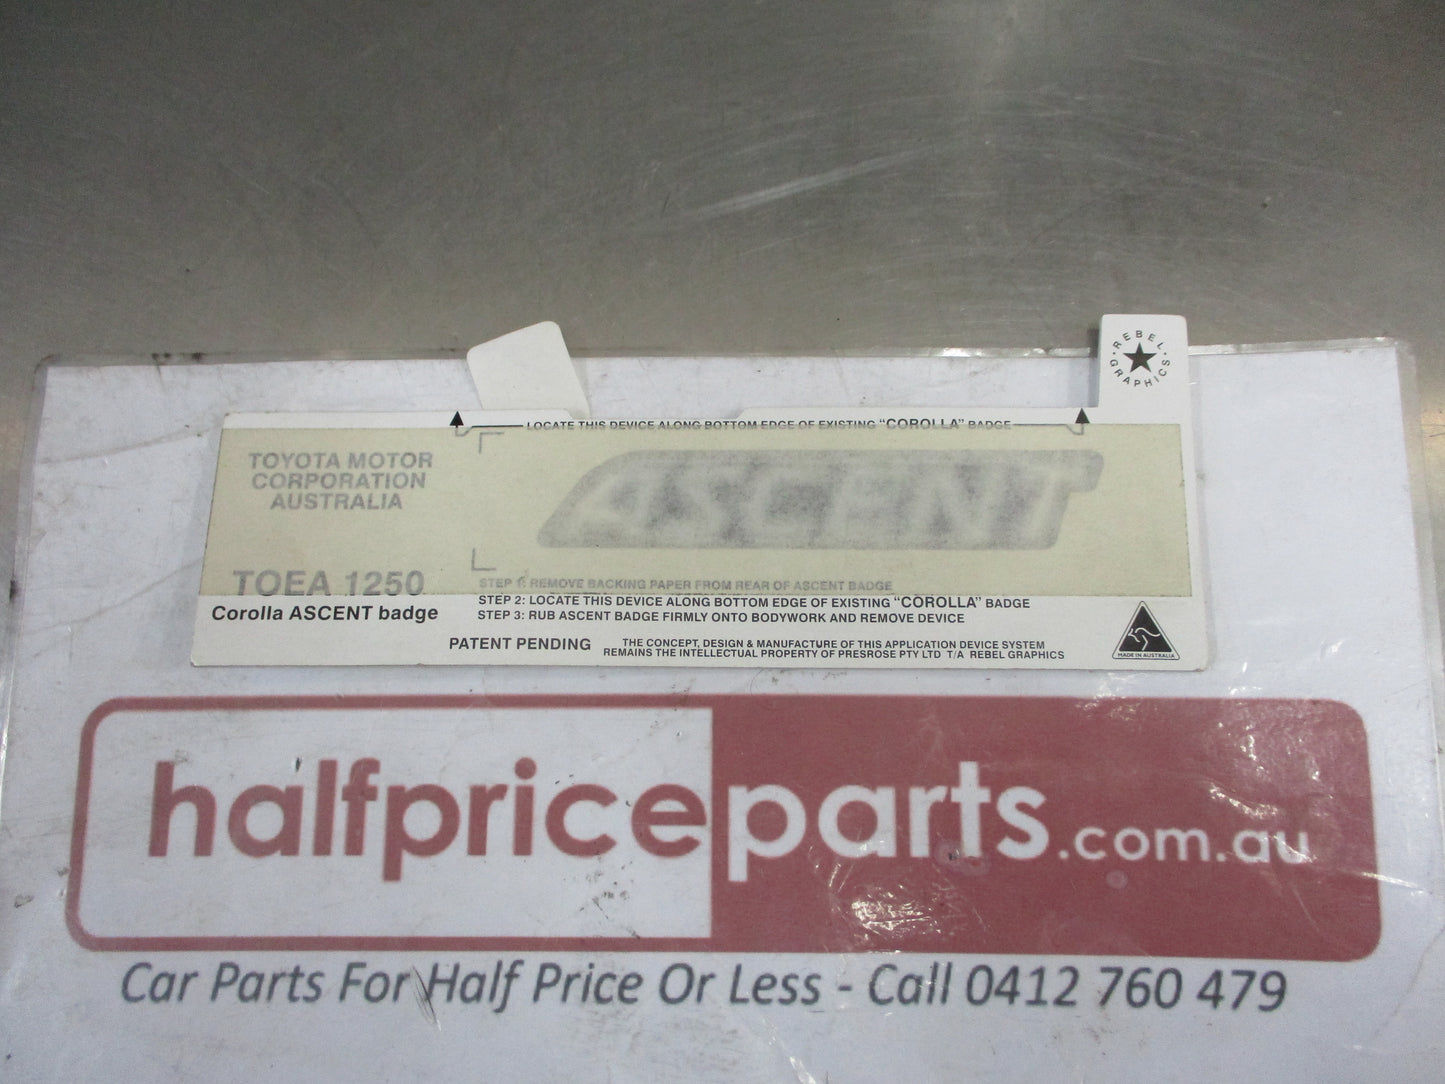 REBEL GRAPHICS
LOCATE THIS DEVICE ALONG BOTTOM EDGE OF EXISTING "COROLLA" BADGE
TOYOTA MOTOR
CORPORATION
AUSTRALIA
ASCENT
TOEA 1250
Corolla ASCENT badge
STEP 1: REMOVE BACKING PAPER FROM REAR OF ASCENT BADGE
STEP 2: LOCATE THIS DEVICE ALONG BOTTOM EDGE OF EXISTING "COROLLA" BADGE
STEP 3: RUB ASCENT BADGE FIRMLY ONTO BODYWORK AND REMOVE DEVICE
PATENT PENDING
THE CONCEPT, DESIGN & MANUFACTURE OF THIS APPLICATION DEVICE SYSTEM
REMAINS THE INTELLECTUAL PROPERTY OF PRESROSE PTY LTD T/A REBEL GRAPHICS
MADE IN AUSTRALIA
halfpriceparts.com.au
Car Parts For Half Price Or Less - Call 0412 760 479